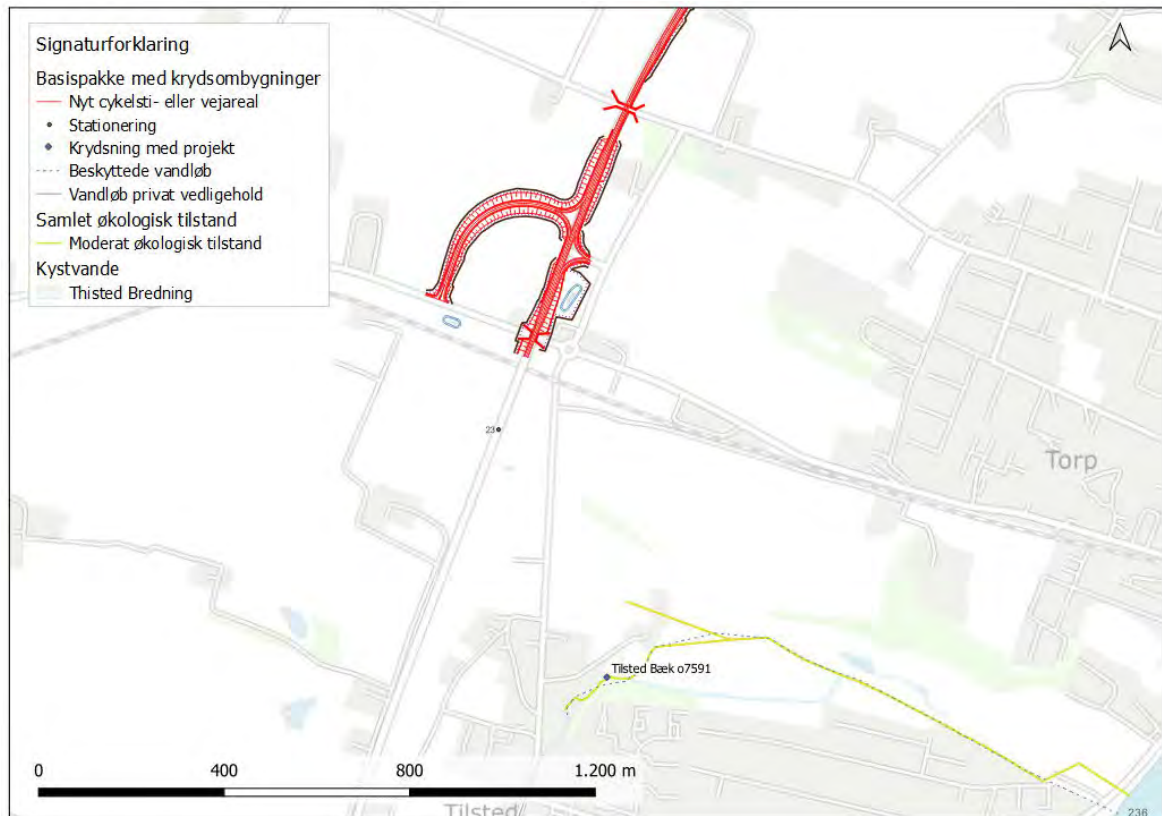 Signaturforklaring
Basispakke med krydsombygninger
Nyt cykelsti- eller vejareal
Stationering
Krydsning med projekt
Beskyttede vandløb
Vandløb privat vedligehold
Samlet økologisk tilstand
Moderat økologisk tilstand
Kystvande
Thisted Bredning
23
Torp
Tilsted Bæk o7591
0 400 800 1.200 m
Tilsted
236